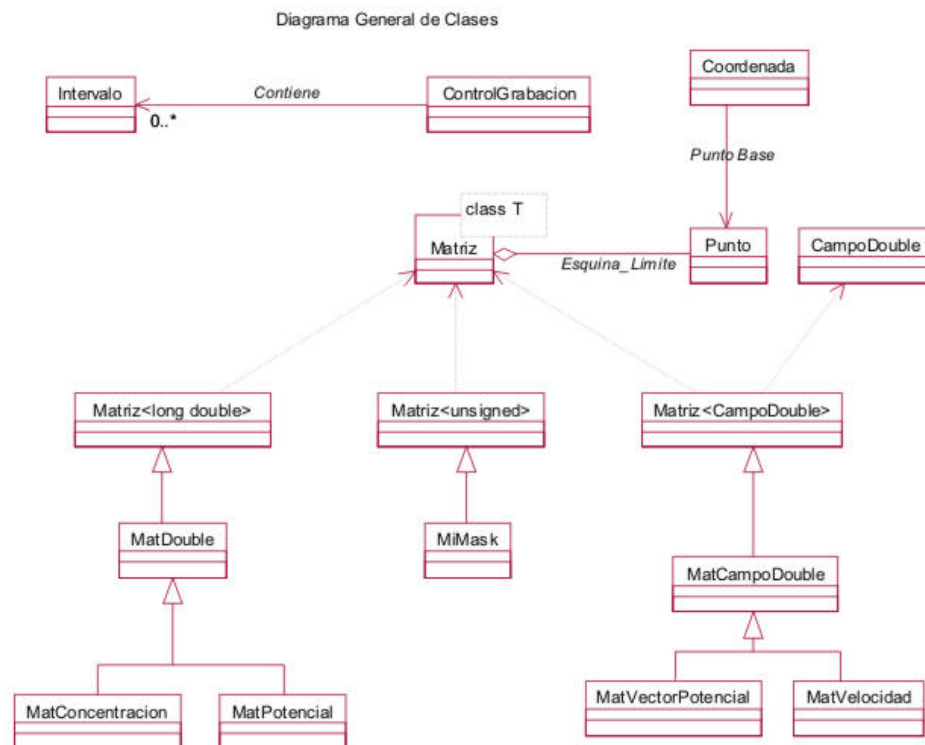 Diagrama General de Clases
Coordenada
Intervalo
Contiene
ControlGrabacion
0..*
Punto Base
class T
Matriz
Esquina_Limite
Punto
CampoDouble
Matriz<long double>
Matriz<unsigned>
Matriz<CampoDouble>
MatDouble
MiMask
MatCampoDouble
MatConcentracion
MatPotencial
MatVectorPotencial
MatVelocidad